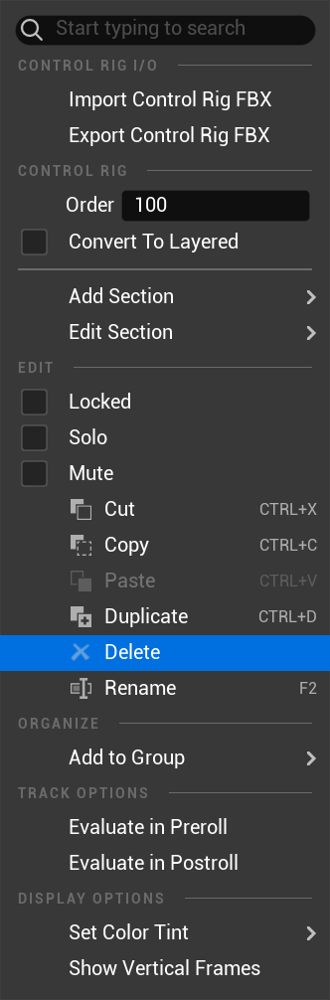 Start typing to search
CONTROL RIG I/O
Import Control Rig FBX
Export Control Rig FBX
CONTROL RIG
Order 100
Convert To Layered
Add Section
Edit Section
EDIT
Locked
Solo
Mute
Cut CTRL+X
Copy CTRL+C
Paste CTRL+V
Duplicate CTRL+D
Delete
Rename F2
ORGANIZE
Add to Group
TRACK OPTIONS
Evaluate in Preroll
Evaluate in Postroll
DISPLAY OPTIONS
Set Color Tint
Show Vertical Frames